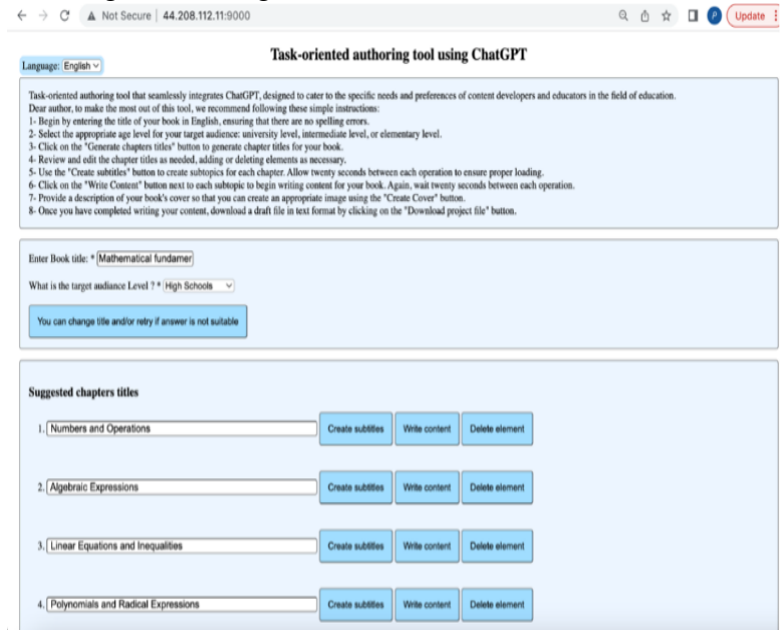 Not Secure | 44.208.112.11:9000
Update
Task-oriented authoring tool using ChatGPT
Language: English
Task-oriented authoring tool that seamlessly integrates ChatGPT, designed to cater to the specific needs and preferences of content developers and educators in the field of education.
Dear author, to make the most out of this tool, we recommend following these simple instructions:
1- Begin by entering the title of your book in English, ensuring that there are no spelling errors.
2- Select the appropriate age level for your target audience: university level, intermediate level, or elementary level.
3- Click on the "Generate chapters titles" button to generate chapter titles for your book.
4- Review and edit the chapter titles as needed, adding or deleting elements as necessary.
5- Use the "Create subtitles" button to create subtopics for each chapter. Allow twenty seconds between each operation to ensure proper loading.
6- Click on the "Write Content" button next to each subtopic to begin writing content for your book. Again, wait twenty seconds between each operation.
7- Provide a description of your book's cover so that you can create an appropriate image using the "Create Cover" button.
8- Once you have completed writing your content, download a draft file in text format by clicking on the "Download project file" button.
Enter Book title: * Mathematical fundamer
What is the target audiance Level ? * High Schools
You can change title and/or retry if answer is not suitable
Suggested chapters titles
1. Numbers and Operations Create subtitles Write content Delete element
2. Algebraic Expressions Create subtitles Write content Delete element
3. Linear Equations and Inequalities Create subtitles Write content Delete element
4. Polynomials and Radical Expressions Create subtitles Write content Delete element